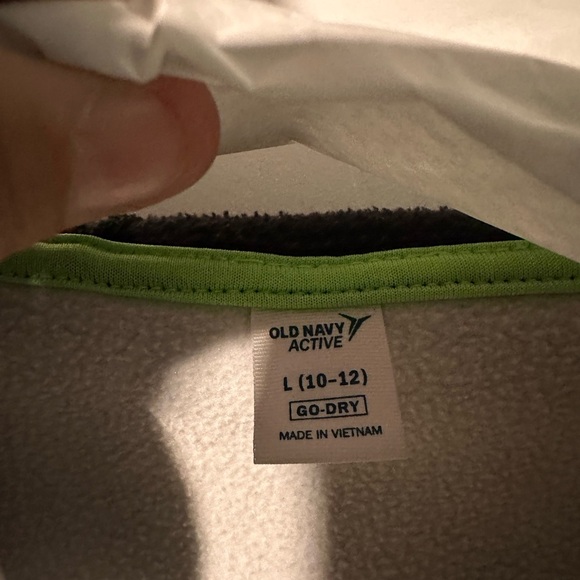 OLD NAVY
ACTIVE
L (10-12)
GO-DRY
MADE IN VIETNAM